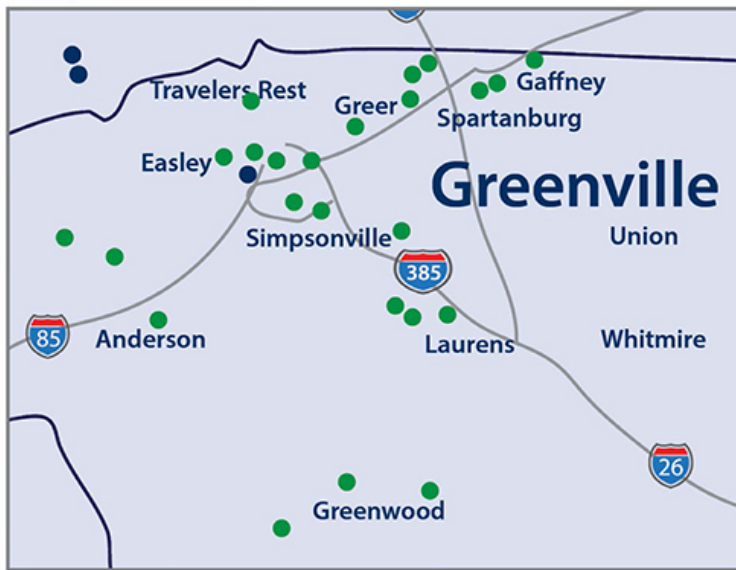 Travelers Rest
Greer
Gaffney
Spartanburg
Easley
Greenville
Simpsonville
Union
385
85
Anderson
Laurens
Whitmire
26
Greenwood